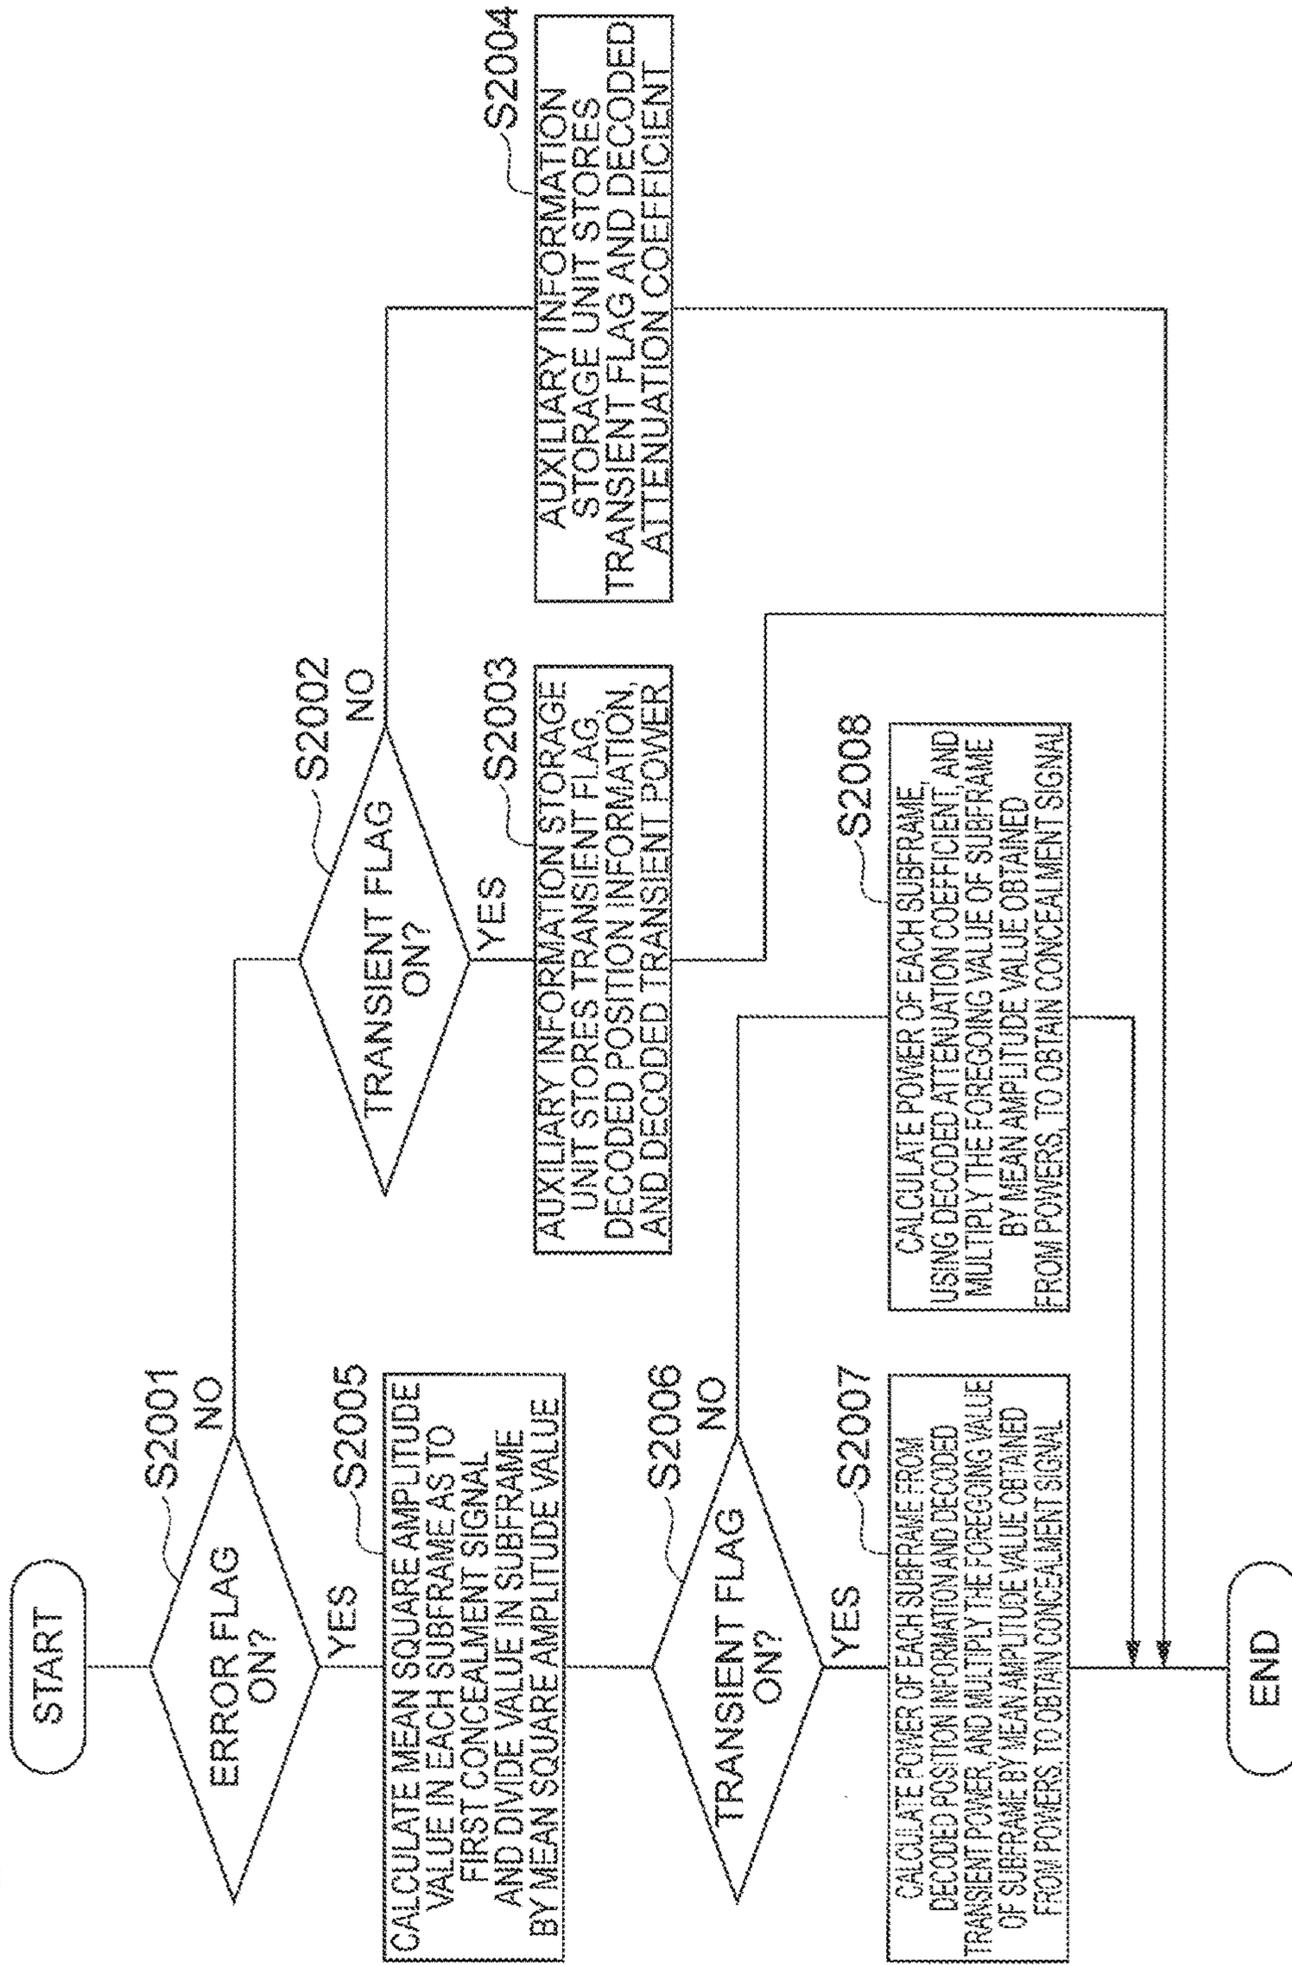 START
S2001
ERROR FLAG
ON?
NO
YES
S2002
TRANSIENT FLAG
ON?
NO
YES
S2003
AUXILIARY INFORMATION STORAGE
UNIT STORES TRANSIENT FLAG,
DECODED POSITION INFORMATION,
AND DECODED TRANSIENT POWER
S2004
AUXILIARY INFORMATION
STORAGE UNIT STORES
TRANSIENT FLAG AND DECODED
ATTENUATION COEFFICIENT
S2005
CALCULATE MEAN SQUARE AMPLITUDE
VALUE IN EACH SUBFRAME AS TO
FIRST CONCEALMENT SIGNAL
AND DIVIDE VALUE IN SUBFRAME
BY MEAN SQUARE AMPLITUDE VALUE
S2006
TRANSIENT FLAG
ON?
NO
YES
S2007
CALCULATE POWER OF EACH SUBFRAME FROM
DECODED POSITION INFORMATION AND DECODED
TRANSIENT POWER, AND MULTIPLY THE FOREGOING VALUE
OF SUBFRAME BY MEAN AMPLITUDE VALUE OBTAINED
FROM POWERS, TO OBTAIN CONCEALMENT SIGNAL
S2008
CALCULATE POWER OF EACH SUBFRAME,
USING DECODED ATTENUATION COEFFICIENT, AND
MULTIPLY THE FOREGOING VALUE OF SUBFRAME
BY MEAN AMPLITUDE VALUE OBTAINED
FROM POWERS, TO OBTAIN CONCEALMENT SIGNAL
END